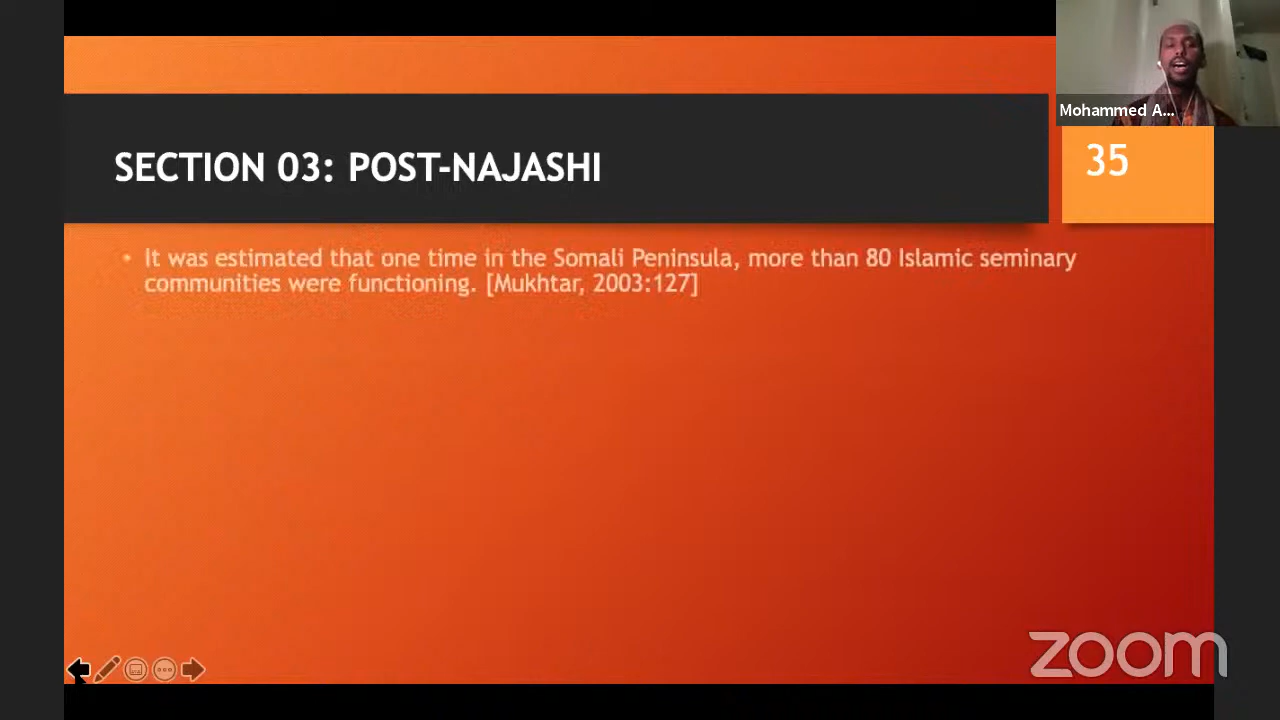 Mohammed A...
SECTION 03: POST-NAJASHI
35
• It was estimated that one time in the Somali Peninsula, more than 80 Islamic seminary
communities were functioning. [Mukhtar, 2003:127]
zoom